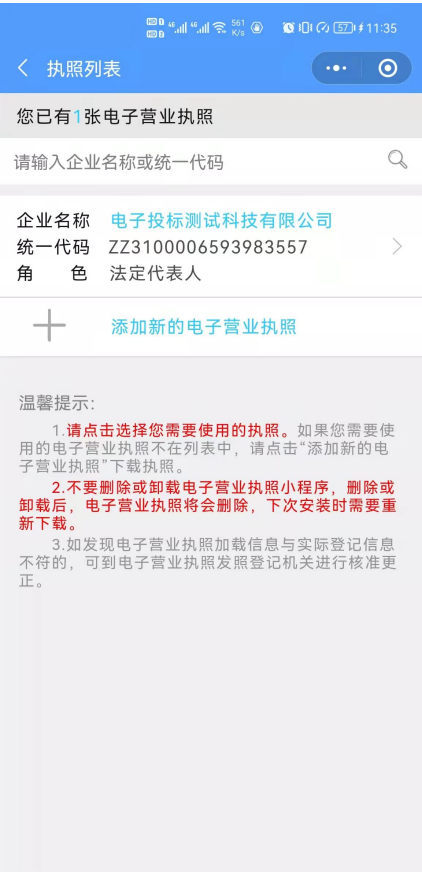 HD 1 4G 4G 561 57 11:35
HD 2 K/s
执照列表
您已有1张电子营业执照
请输入企业名称或统一代码
企业名称 电子投标测试科技有限公司
统一代码 ZZ3100006593983557
角 色 法定代表人
添加新的电子营业执照
温馨提示:
1.请点击选择您需要使用的执照。如果您需要使
用的电子营业执照不在列表中，请点击“添加新的电
子营业执照”下载执照。
2.不要删除或卸载电子营业执照小程序，删除或
卸载后，电子营业执照将会删除，下次安装时需要重
新下载。
3.如发现电子营业执照加载信息与实际登记信息
不符的，可到电子营业执照发照登记机关进行核准更
正。